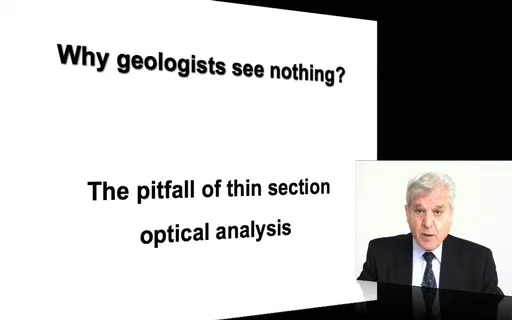 Why geologists see nothing?
The pitfall of thin section
optical analysis